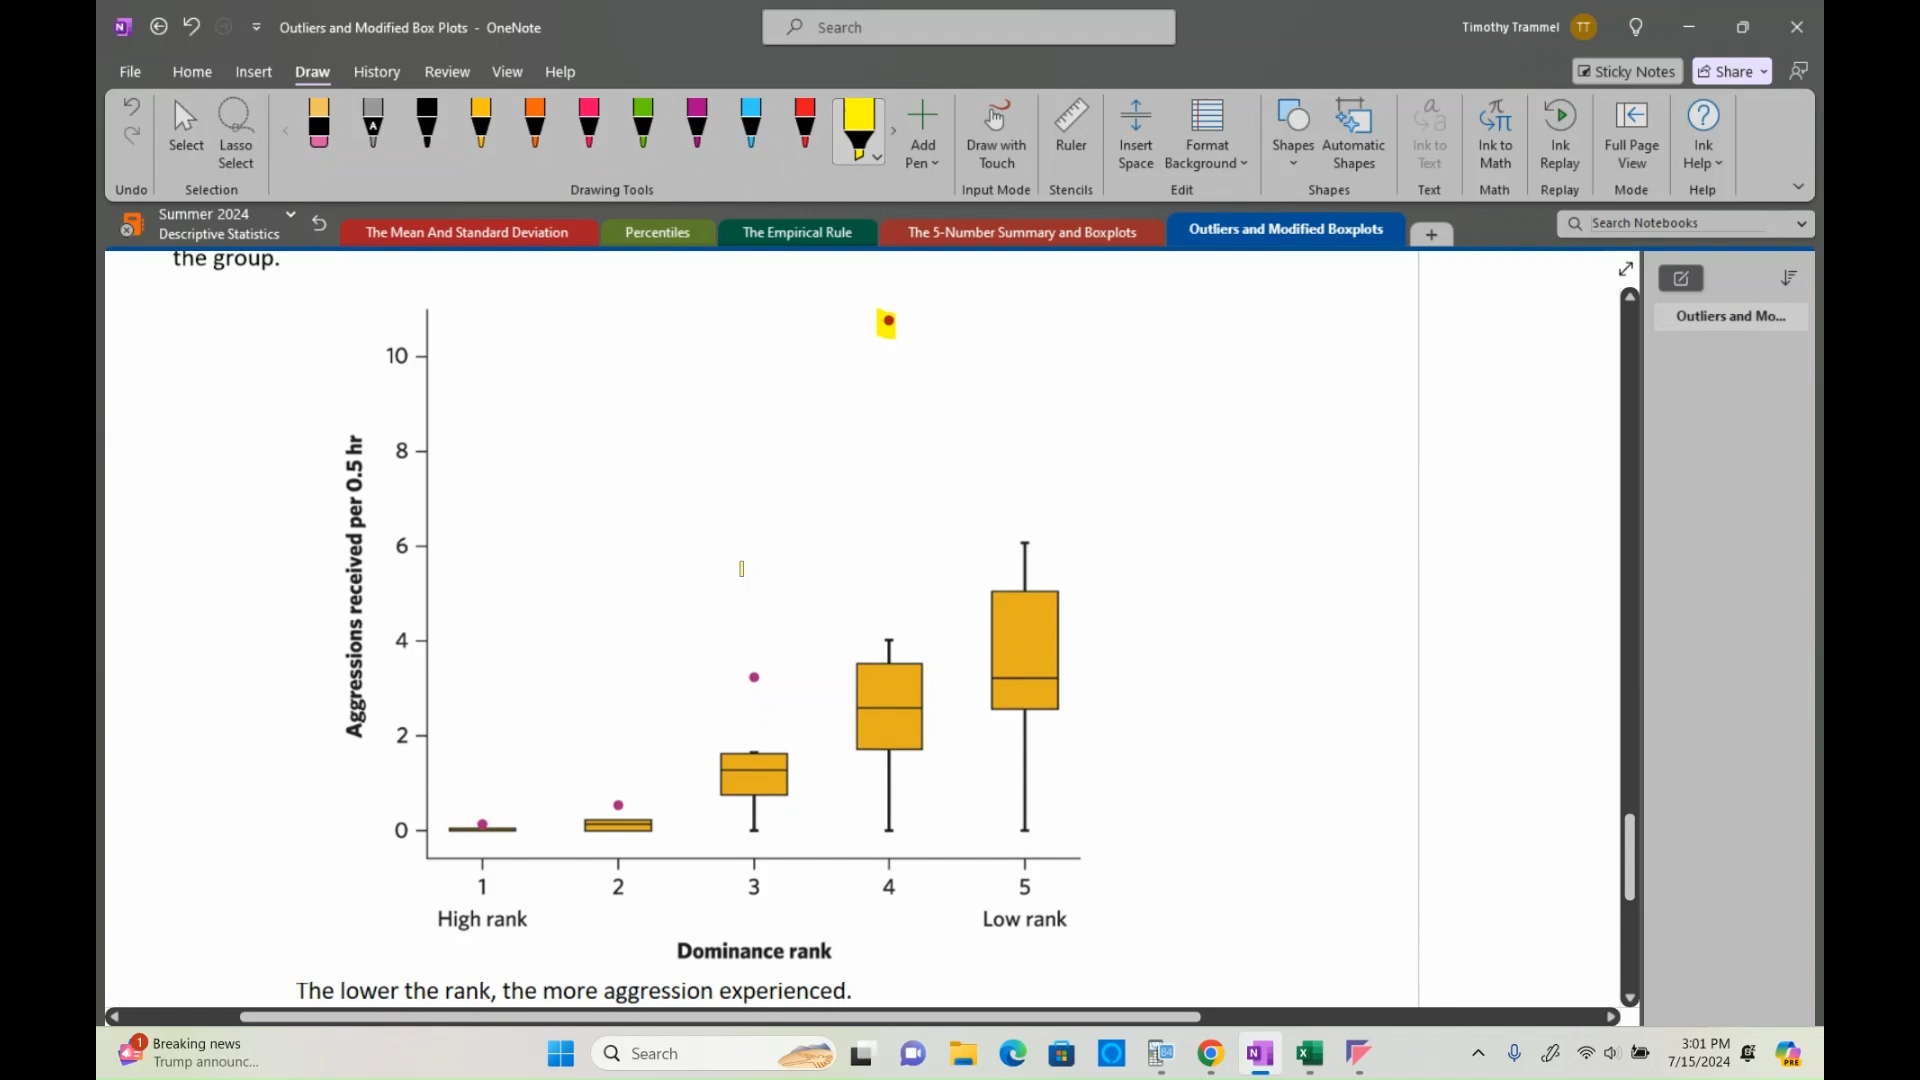 Outliers and Modified Box Plots - OneNote
Search
Timothy Trammel
TT
File Home Insert Draw History Review View Help
Sticky Notes
Share
Undo
Select
Lasso Select
Selection
Drawing Tools
Add Pen
Draw with Touch
Input Mode
Ruler
Stencils
Insert Space
Format Background
Edit
Shapes
Automatic Shapes
Shapes
Ink to Text
Text
Ink to Math
Math
Ink Replay
Replay
Full Page View
Mode
Ink Help
Help
Summer 2024
Descriptive Statistics
The Mean And Standard Deviation
Percentiles
The Empirical Rule
The 5-Number Summary and Boxplots
Outliers and Modified Boxplots
+
Search Notebooks
Outliers and Mo...
the group.
Aggressions received per 0.5 hr
10
8
6
4
2
0
1 2 3 4 5
High rank Low rank
Dominance rank
The lower the rank, the more aggression experienced.
1
Breaking news
Trump announc...
Search
84
3:01 PM
7/15/2024
PRE